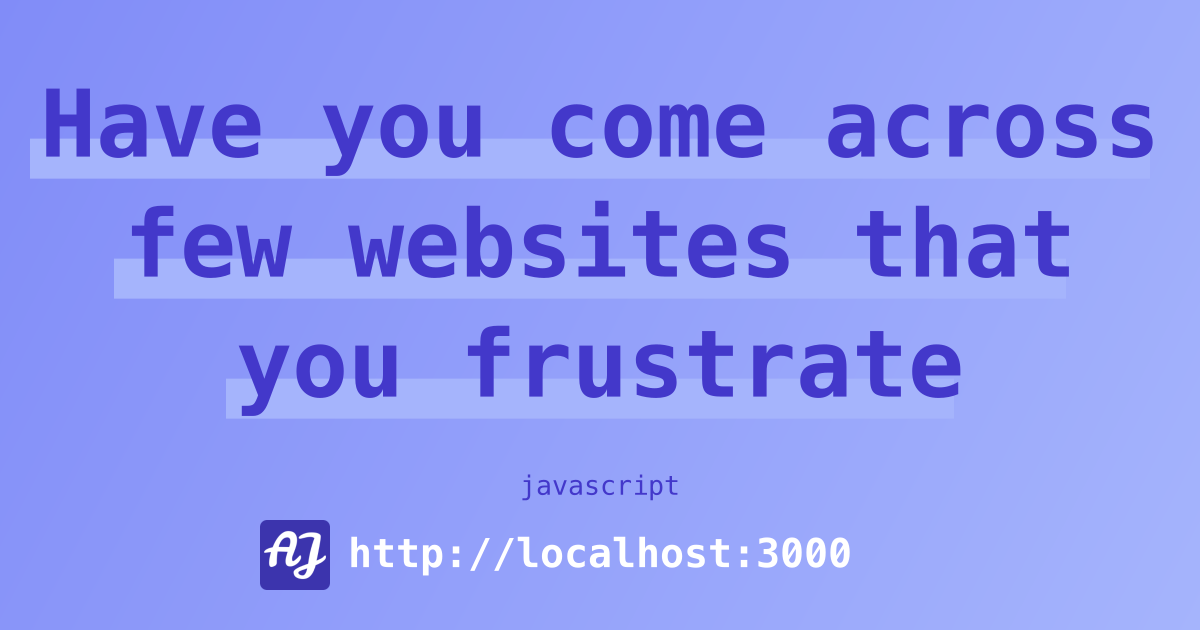 Have you come across
few websites that
you frustrate
javascript
AJ http://localhost:3000